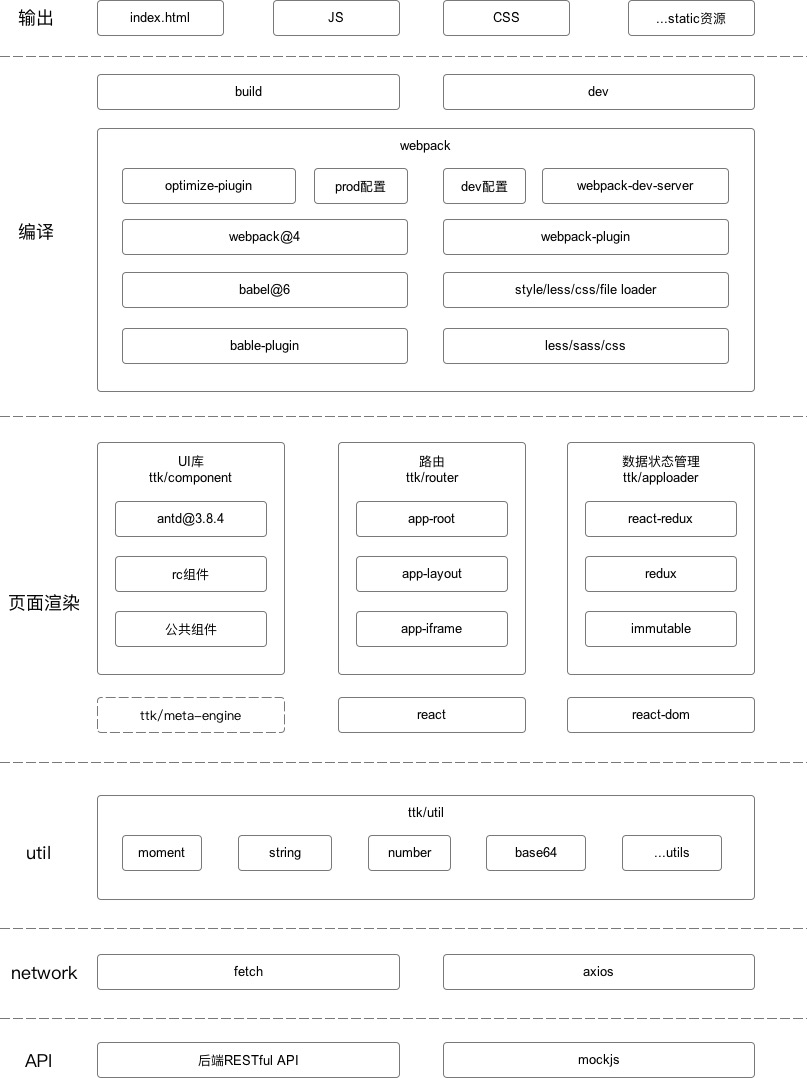 输出
index.html
JS
CSS
...static资源
build
dev
编译
webpack
optimize-piugin
prod配置
dev配置
webpack-dev-server
webpack@4
webpack-plugin
babel@6
style/less/css/file loader
bable-plugin
less/sass/css
页面渲染
UI库
ttk/component
antd@3.8.4
rc组件
公共组件
路由
ttk/router
app-root
app-layout
app-iframe
数据状态管理
ttk/apploader
react-redux
redux
immutable
ttk/meta-engine
react
react-dom
util
ttk/util
moment
string
number
base64
...utils
network
fetch
axios
API
后端RESTful API
mockjs